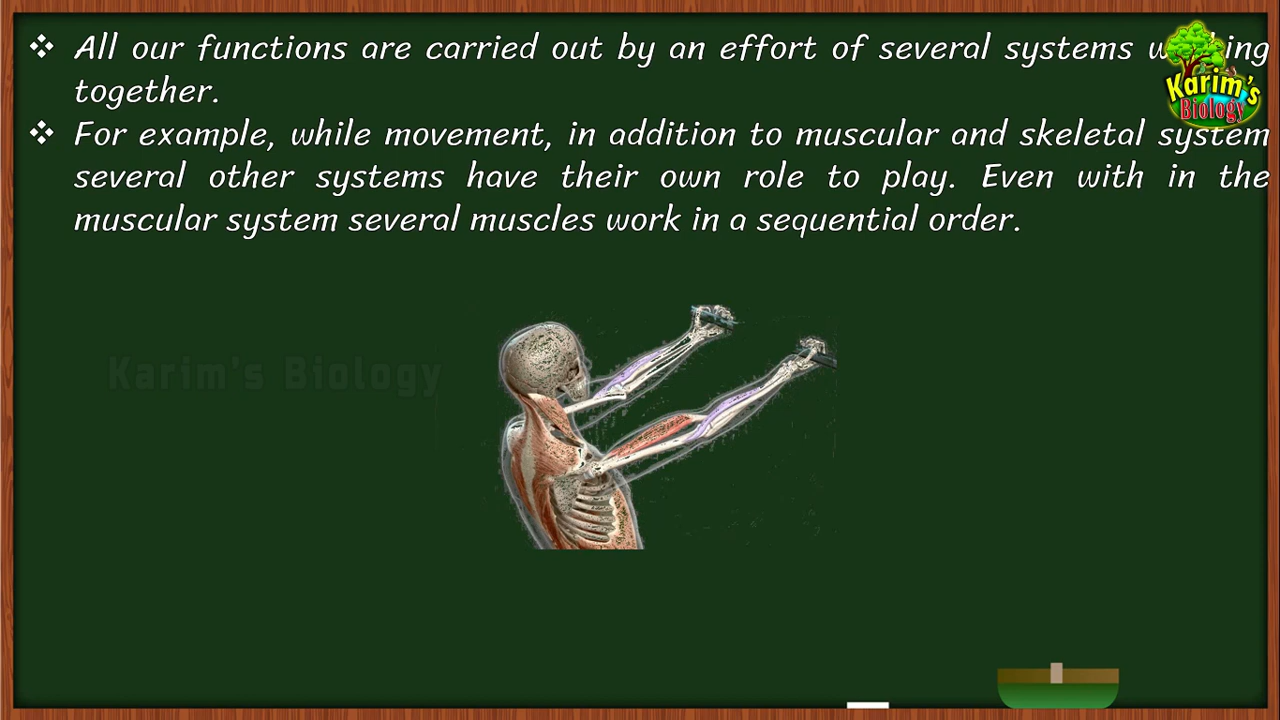 ❖ All our functions are carried out by an effort of several systems
together.
❖ For example, while movement, in addition to muscular and skeletal system
several other systems have their own role to play. Even with in the
muscular system several muscles work in a sequential order.
Karim's
Biology
Karim's Biology